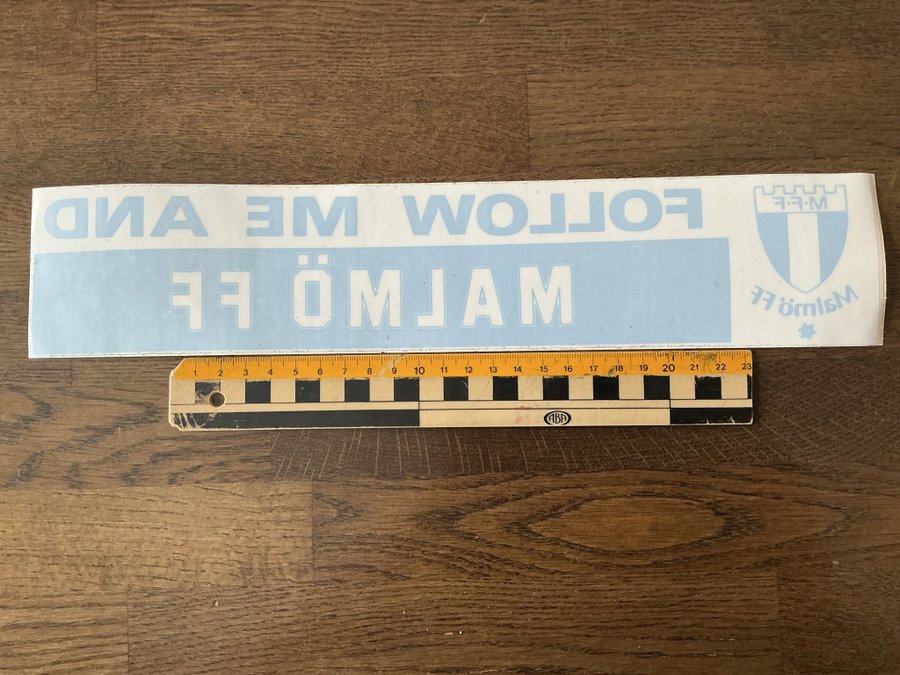 FOLLOW ME AND
MALMÖ FF
M·F·F
Malmö FF
1 2 3 4 5 6 7 8 9 10 11 12 13 14 15 16 17 18 19 20 21 22 23
ABA